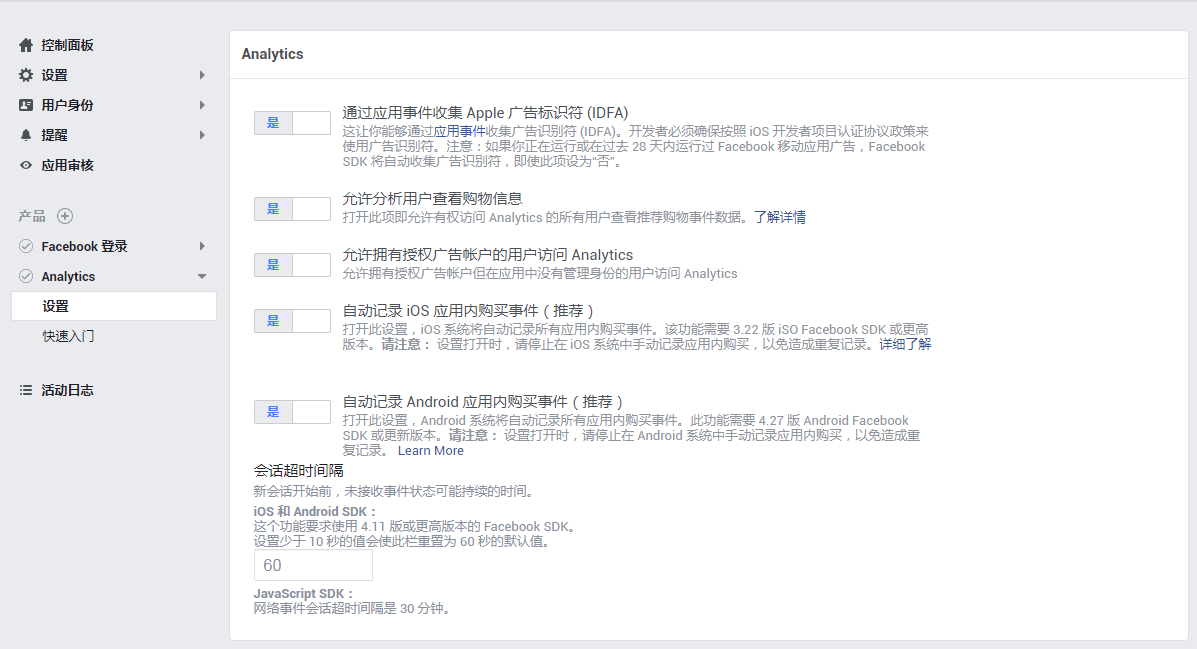 控制面板
设置
用户身份
提醒
应用审核
产品
Facebook 登录
Analytics
设置
快速入门
活动日志
Analytics
是
通过应用事件收集 Apple 广告标识符 (IDFA)
这让你能够通过应用事件收集广告识别符 (IDFA)。开发者必须确保按照 iOS 开发者项目认证协议政策来
使用广告识别符。注意：如果你正在运行或在过去 28 天内运行过 Facebook 移动应用广告，Facebook
SDK 将自动收集广告识别符，即使此项设为“否”。
是
允许分析用户查看购物信息
打开此项即允许有权访问 Analytics 的所有用户查看推荐购物事件数据。了解详情
是
允许拥有授权广告帐户的用户访问 Analytics
允许拥有授权广告帐户但在应用中没有管理身份的用户访问 Analytics
是
自动记录 iOS 应用内购买事件（推荐）
打开此设置，iOS 系统将自动记录所有应用内购买事件。该功能需要 3.22 版 iSO Facebook SDK 或更高
版本。请注意： 设置打开时，请停止在 iOS 系统中手动记录应用内购买，以免造成重复记录。详细了解
是
自动记录 Android 应用内购买事件（推荐）
打开此设置，Android 系统将自动记录所有应用内购买事件。此功能需要 4.27 版 Android Facebook
SDK 或更新版本。请注意： 设置打开时，请停止在 Android 系统中手动记录应用内购买，以免造成重
复记录。 Learn More
会话超时间隔
新会话开始前，未接收事件状态可能持续的时间。
iOS 和 Android SDK：
这个功能要求使用 4.11 版或更高版本的 Facebook SDK。
设置少于 10 秒的值会使此栏重置为 60 秒的默认值。
60
JavaScript SDK：
网络事件会话超时间隔是 30 分钟。